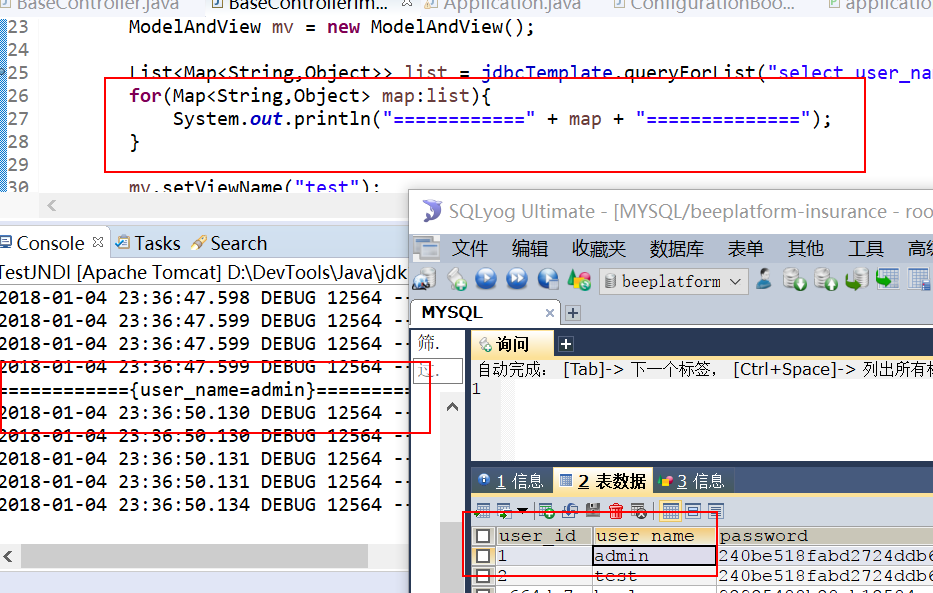 BaseController.java BaseControllerIm... Application.java ConfigurationBoo... application
23 ModelAndView mv = new ModelAndView();
24
25 List<Map<String,Object>> list = jdbcTemplate.queryForList("select user_na
26 for(Map<String,Object> map:list){
27 System.out.println("============" + map + "==============");
28 }
29
30 mv.setViewName("test");
Console Tasks Search
TestJNDI [Apache Tomcat] D:\DevTools\Java\jdk
2018-01-04 23:36:47.598 DEBUG 12564 --
2018-01-04 23:36:47.599 DEBUG 12564 --
2018-01-04 23:36:47.599 DEBUG 12564 --
2018-01-04 23:36:47.599 DEBUG 12564 --
============{user_name=admin}=========
2018-01-04 23:36:50.130 DEBUG 12564 --
2018-01-04 23:36:50.130 DEBUG 12564 --
2018-01-04 23:36:50.131 DEBUG 12564 --
2018-01-04 23:36:50.131 DEBUG 12564 --
2018-01-04 23:36:50.134 DEBUG 12564 --
SQLyog Ultimate - [MYSQL/beeplatform-insurance - roo
文件 编辑 收藏夹 数据库 表单 其他 工具 高级
beeplatform
MYSQL
筛.
过.
询问
自动完成: [Tab]-> 下一个标签, [Ctrl+Space]-> 列出所有标
1
1 信息 2 表数据 3 信息
user_id user_name password
1 admin 240be518fabd2724ddb6
2 test 240be518fabd2724ddb6